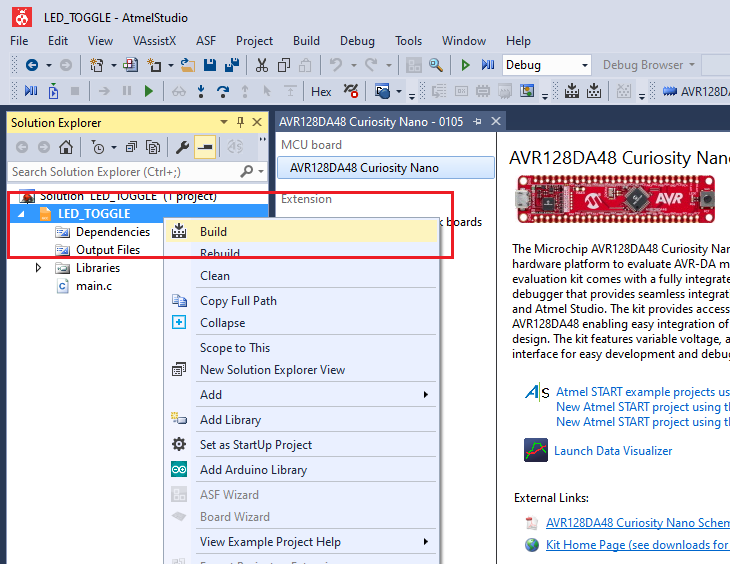 LED_TOGGLE - AtmelStudio
File Edit View VAssistX ASF Project Build Debug Tools Window Help
Debug
Debug Browser
Hex
AVR128DA
Solution Explorer
Search Solution Explorer (Ctrl+;)
Solution 'LED_TOGGLE' (1 project)
LED_TOGGLE
Dependencies
Output Files
Libraries
main.c
Build
Rebuild
Clean
Copy Full Path
Collapse
Scope to This
New Solution Explorer View
Add
Add Library
Set as StartUp Project
Add Arduino Library
ASF Wizard
Board Wizard
View Example Project Help
AVR128DA48 Curiosity Nano - 0105
MCU board
AVR128DA48 Curiosity Nano
Extension
boards
AVR128DA48 Curiosity Nan
AVR
The Microchip AVR128DA48 Curiosity Nan
hardware platform to evaluate AVR-DA m
evaluation kit comes with a fully integrate
debugger that provides seamless integrat
and Atmel Studio. The kit provides access
AVR128DA48 enabling easy integration of
design. The kit features variable voltage, a
interface for easy development and debug
Atmel START example projects us
New Atmel START project using th
New Atmel START project using th
Launch Data Visualizer
External Links:
AVR128DA48 Curiosity Nano Schem
Kit Home Page (see downloads for